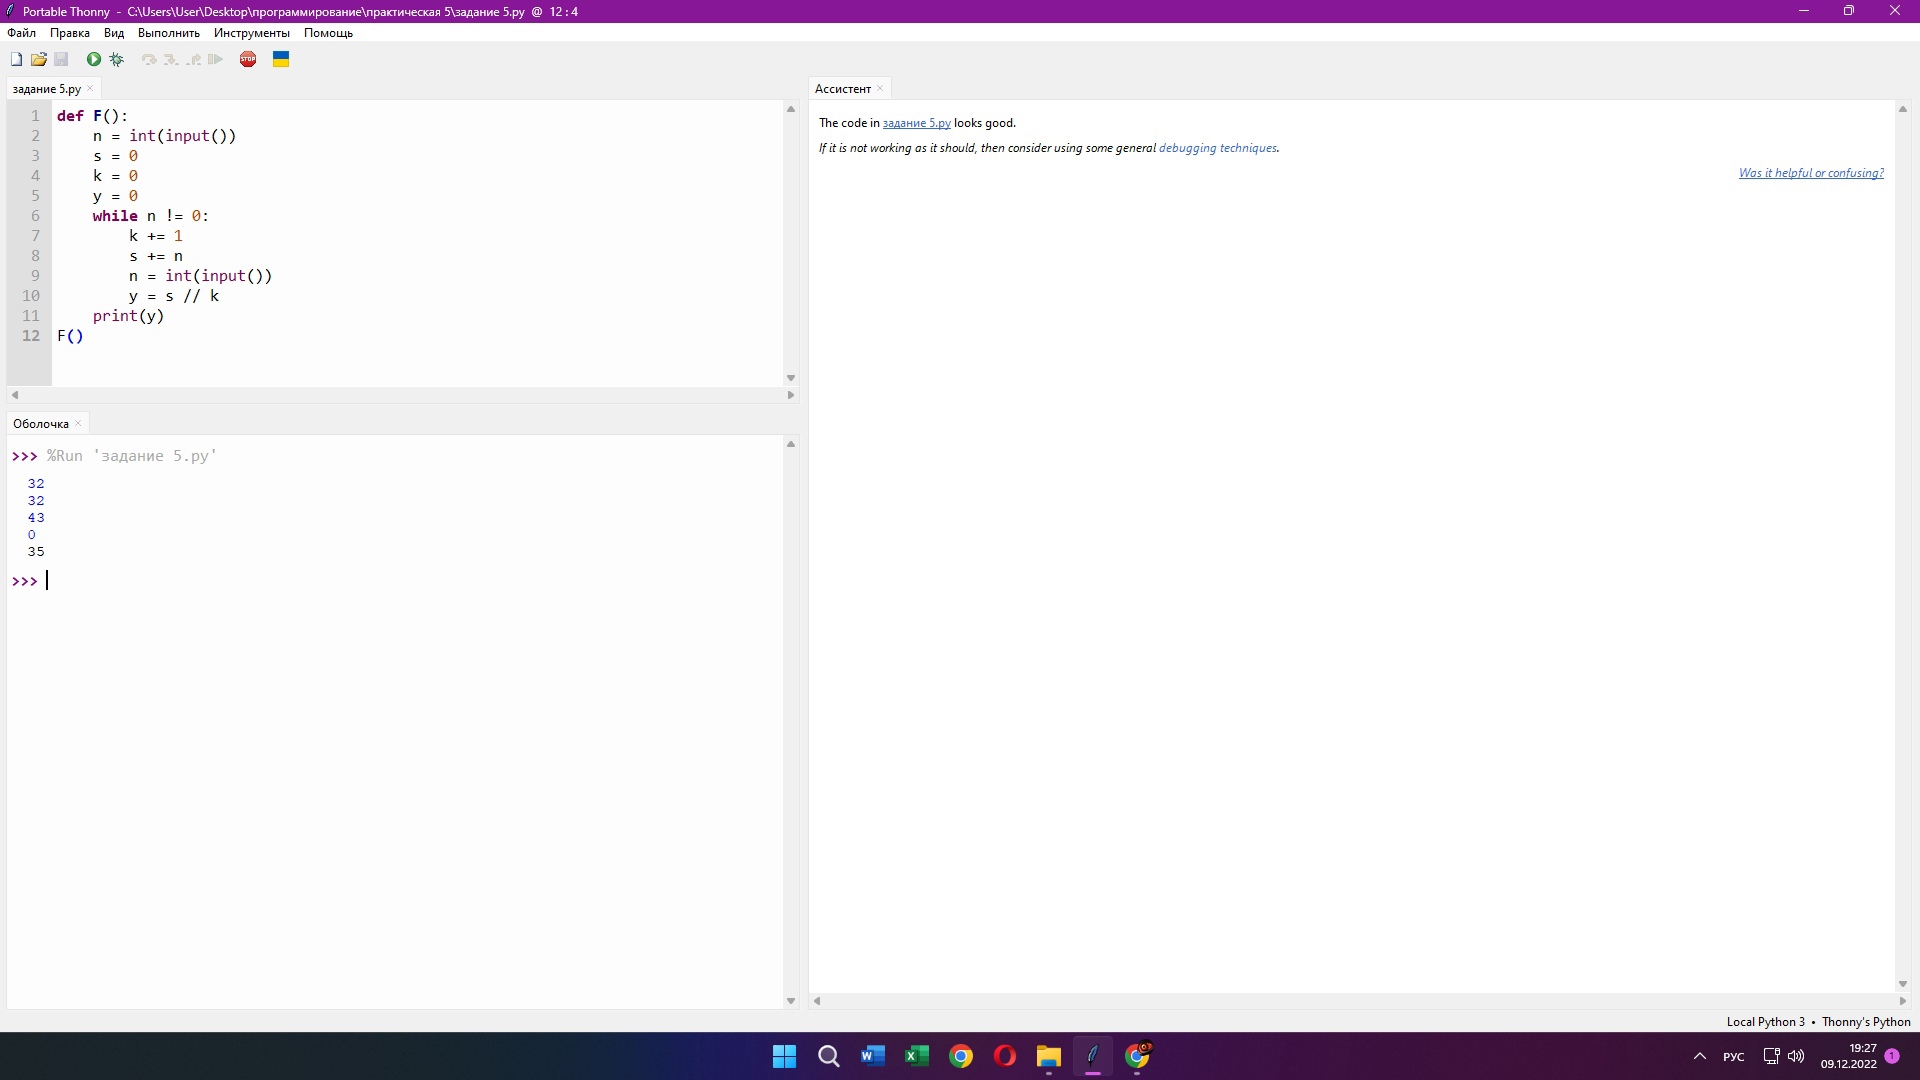 Portable Thonny - C:\Users\User\Desktop\программирование\практическая 5\задание 5.py @ 12 : 4
Файл Правка Вид Выполнить Инструменты Помощь
STOP
задание 5.py ×
1 def F():
2     n = int(input())
3     s = 0
4     k = 0
5     y = 0
6     while n != 0:
7         k += 1
8         s += n
9         n = int(input())
10         y = s // k
11     print(y)
12 F()
Оболочка ×
>>> %Run 'задание 5.py'
32
32
43
0
35
>>>
Ассистент ×
The code in задание 5.py looks good.
If it is not working as it should, then consider using some general debugging techniques.
Was it helpful or confusing?
Local Python 3 • Thonny's Python
РУС
19:27
09.12.2022
1